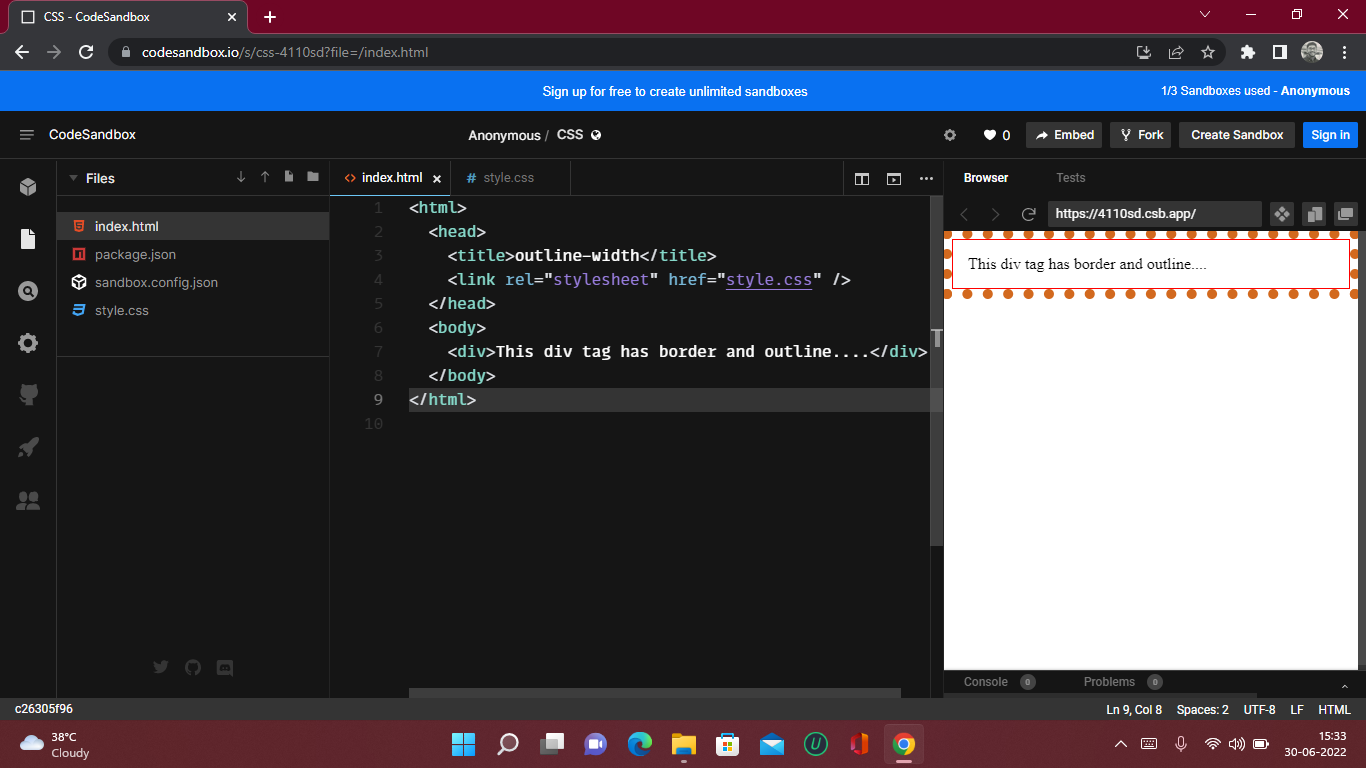 CSS - CodeSandbox
codesandbox.io/s/css-4110sd?file=/index.html
Sign up for free to create unlimited sandboxes
1/3 Sandboxes used - Anonymous
CodeSandbox
Anonymous / CSS
0
Embed
Fork
Create Sandbox
Sign in
Files
index.html
package.json
sandbox.config.json
style.css
<> index.html
# style.css
1 <html>
2 <head>
3 <title>outline-width</title>
4 <link rel="stylesheet" href="style.css" />
5 </head>
6 <body>
7 <div>This div tag has border and outline....</div>
8 </body>
9 </html>
10
Browser
Tests
https://4110sd.csb.app/
This div tag has border and outline....
Console 0
Problems 0
c26305f96
Ln 9, Col 8 Spaces: 2 UTF-8 LF HTML
38°C
Cloudy
15:33
30-06-2022